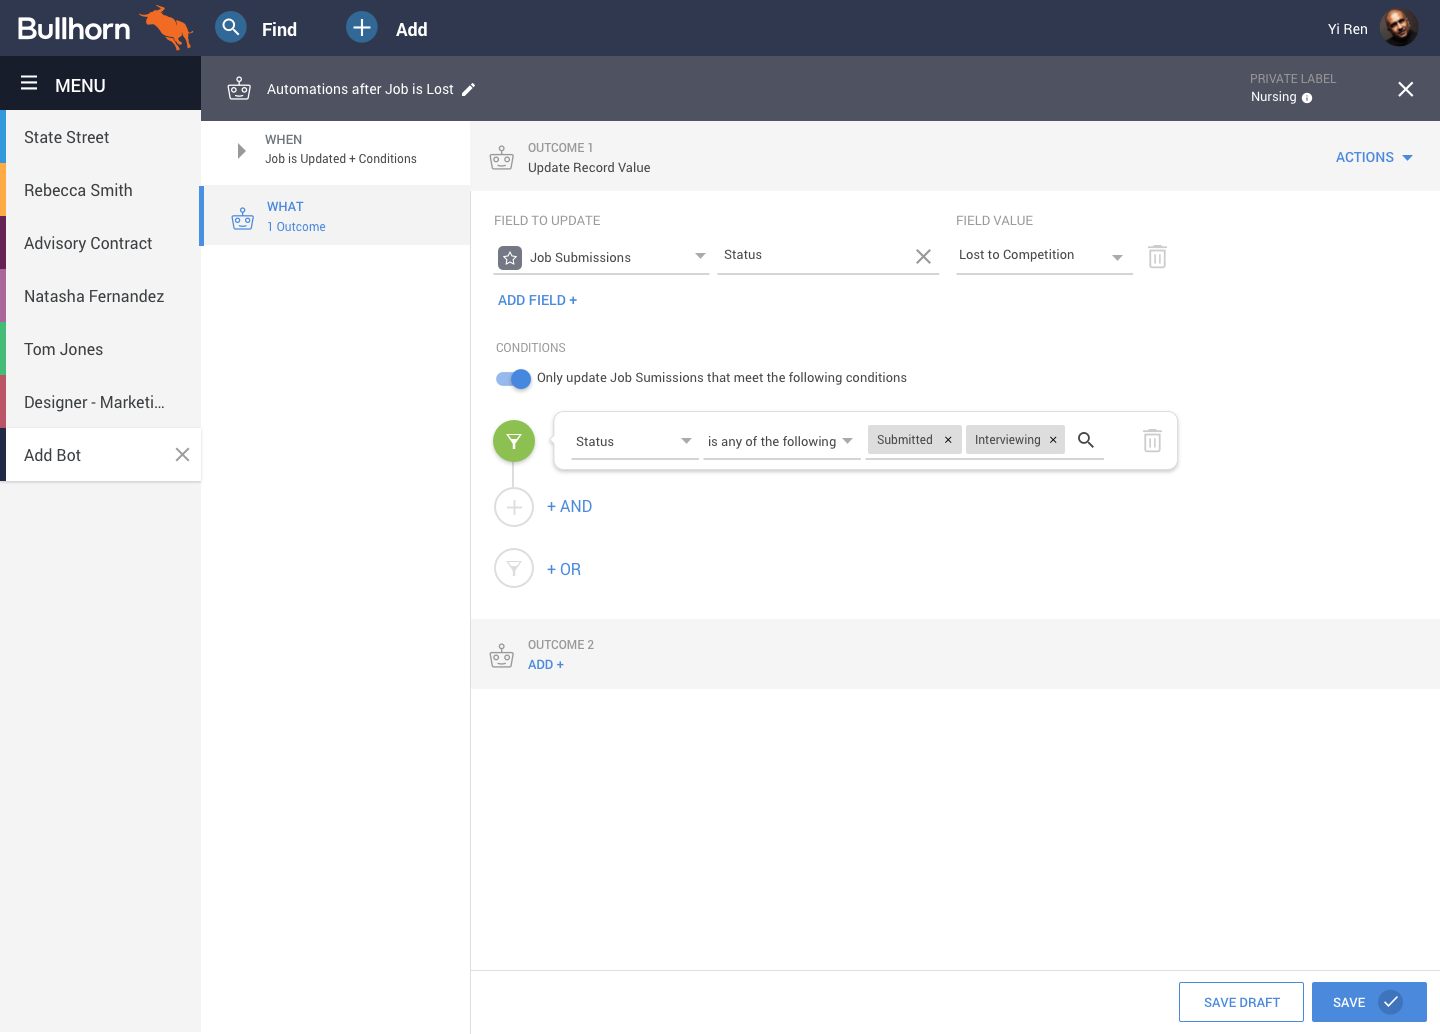 Bullhorn
Find
Add
Yi Ren
MENU
Automations after Job is Lost
PRIVATE LABEL
Nursing
State Street
Rebecca Smith
Advisory Contract
Natasha Fernandez
Tom Jones
Designer - Marketi...
Add Bot
WHEN
Job is Updated + Conditions
WHAT
1 Outcome
OUTCOME 1
Update Record Value
ACTIONS
FIELD TO UPDATE
FIELD VALUE
Job Submissions
Status
Lost to Competition
ADD FIELD +
CONDITIONS
Only update Job Sumissions that meet the following conditions
Status
is any of the following
Submitted
Interviewing
+ AND
+ OR
OUTCOME 2
ADD +
SAVE DRAFT
SAVE